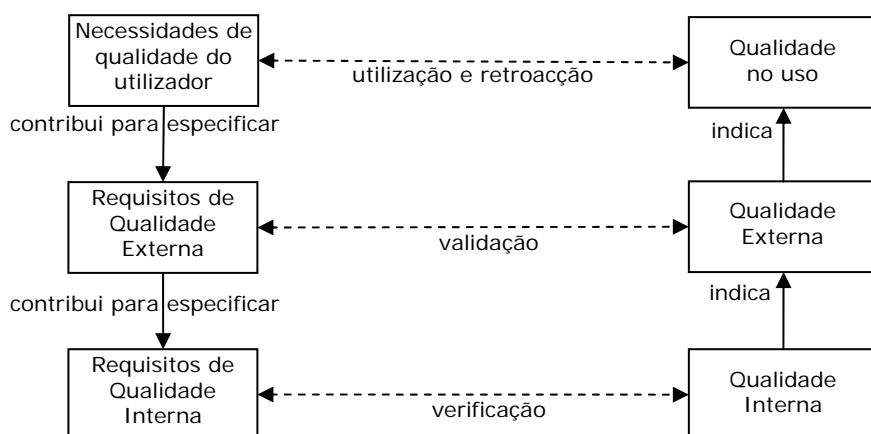 Necessidades de
qualidade do
utilizador
utilização e retroacção
Qualidade
no uso
contribui para especificar
indica
Requisitos de
Qualidade
Externa
validação
Qualidade
Externa
contribui para especificar
indica
Requisitos de
Qualidade
Interna
verificação
Qualidade
Interna